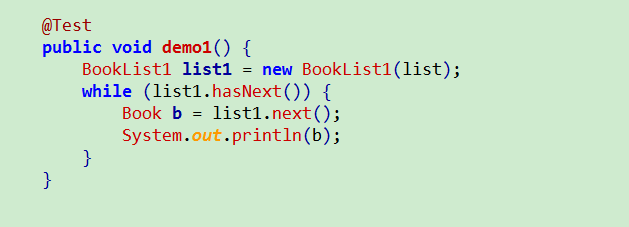 @Test
public void demo1() {
    BookList1 list1 = new BookList1(list);
    while (list1.hasNext()) {
        Book b = list1.next();
        System.out.println(b);
    }
}